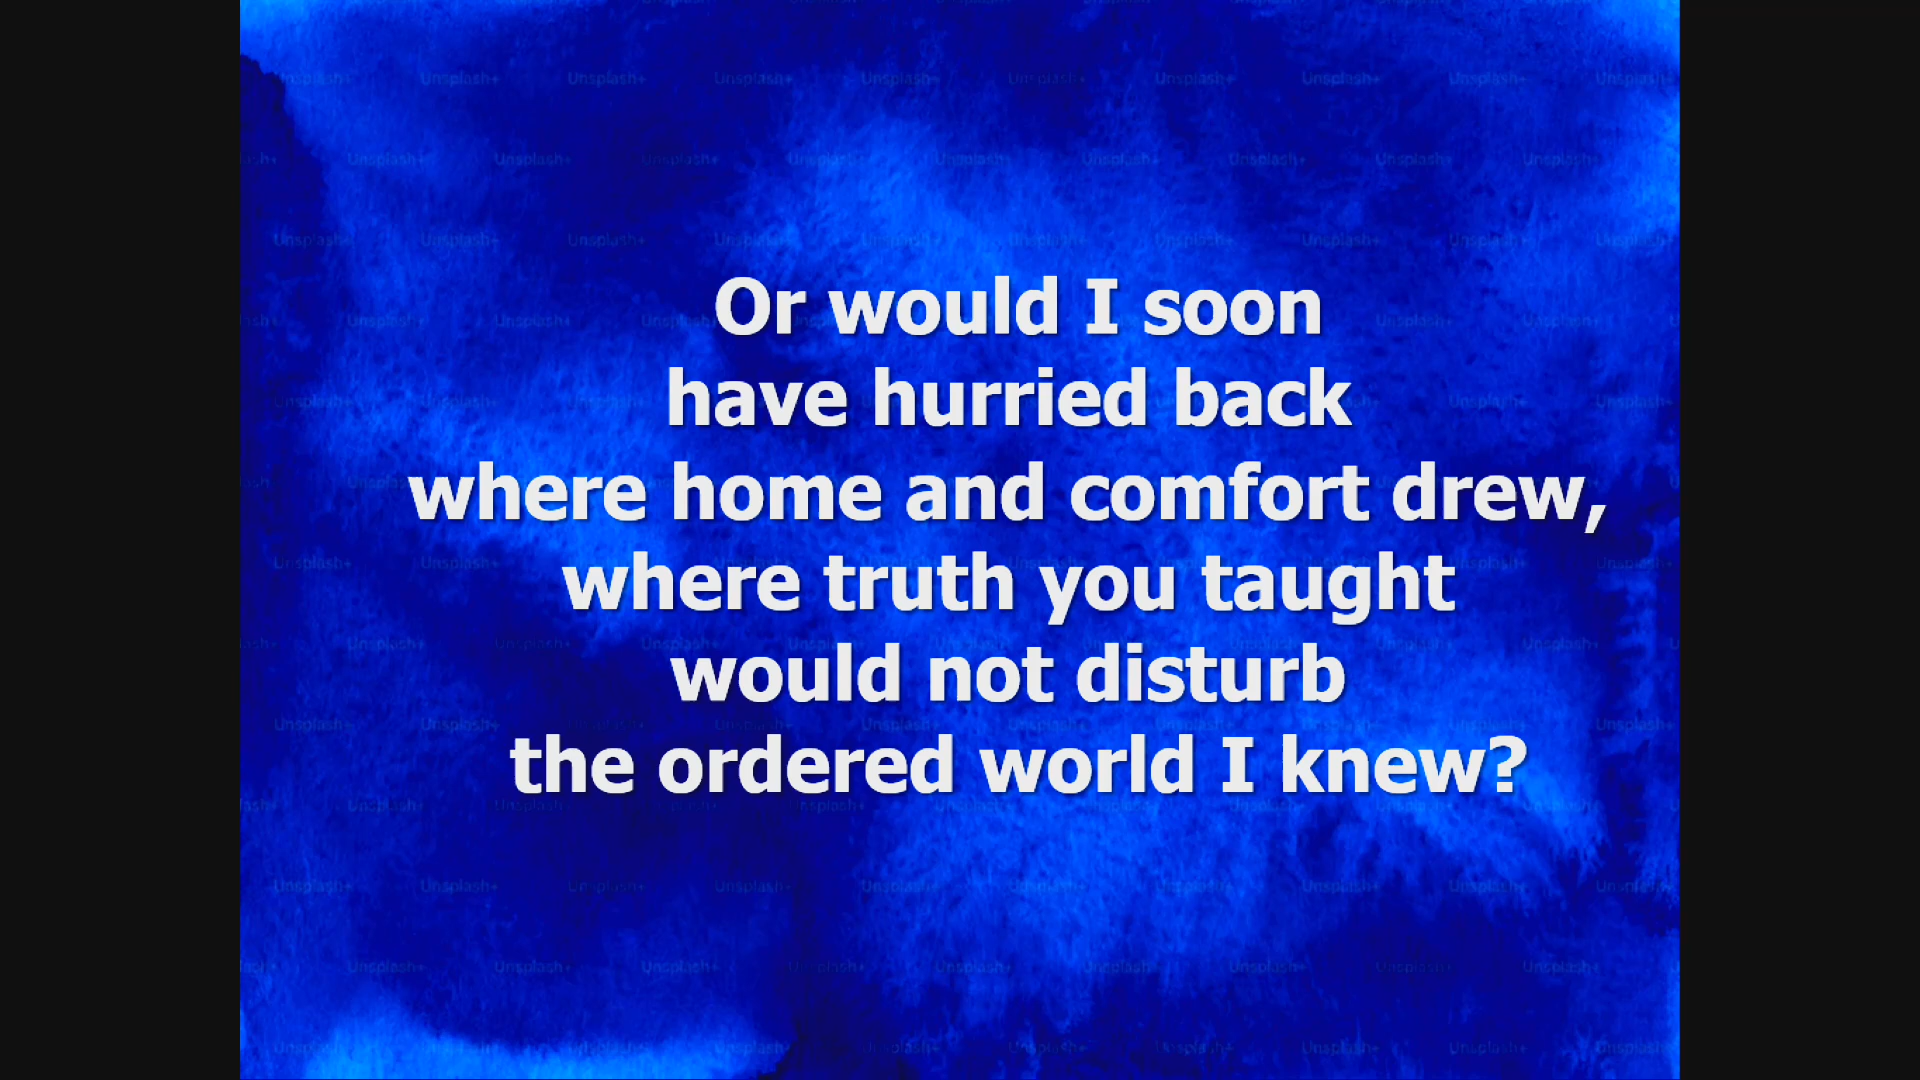 Or would I soon
have hurried back
where home and comfort drew,
where truth you taught
would not disturb
the ordered world I knew?